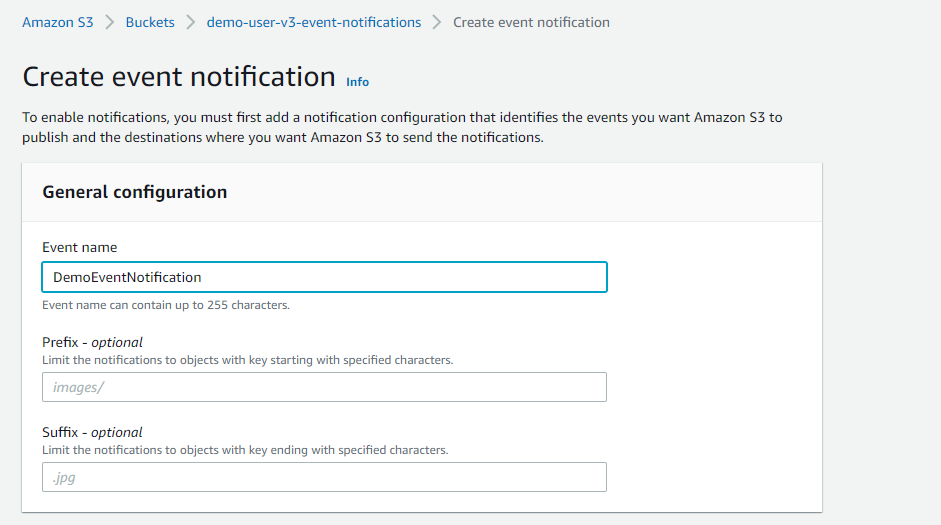 Amazon S3 > Buckets > demo-user-v3-event-notifications > Create event notification
Create event notification Info
To enable notifications, you must first add a notification configuration that identifies the events you want Amazon S3 to
publish and the destinations where you want Amazon S3 to send the notifications.
General configuration
Event name
DemoEventNotification
Event name can contain up to 255 characters.
Prefix - optional
Limit the notifications to objects with key starting with specified characters.
images/
Suffix - optional
Limit the notifications to objects with key ending with specified characters.
.jpg